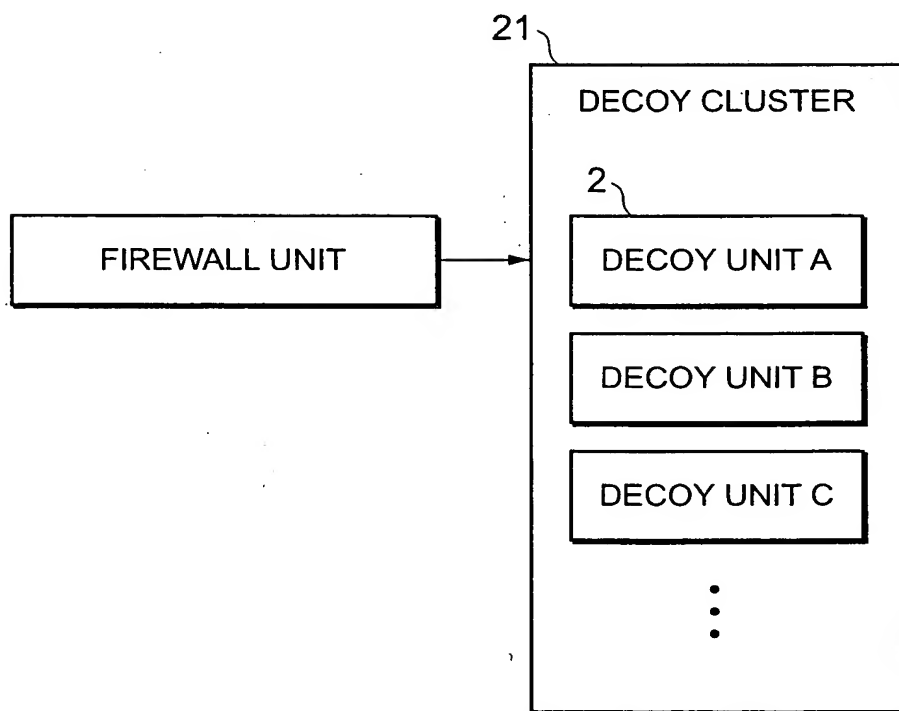 21
DECOY CLUSTER
2
FIREWALL UNIT
DECOY UNIT A
DECOY UNIT B
DECOY UNIT C